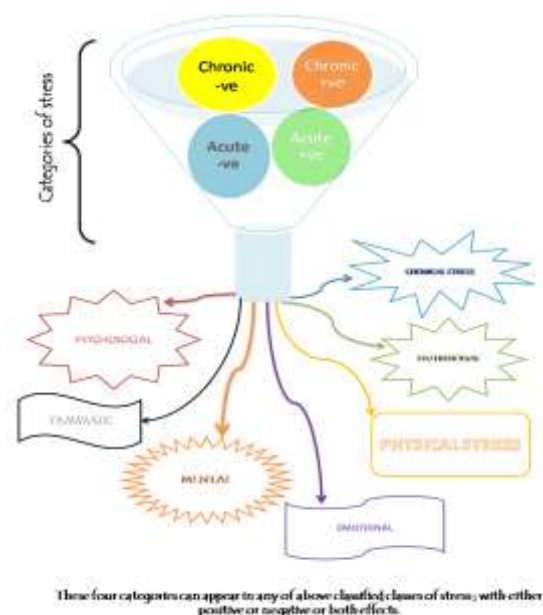 Chronic
-ve
Chronic
+ve
Acute
-ve
Acute
+ve
Categories of stress
CHEMICAL STRESS
PSYCHOSOCIAL
NUTRITIONAL
TRAUMATIC
PHYSICAL STRESS
MENTAL
EMOTIONAL
These four categories can appear in any of above classified classes of stress; with either
positive or negative or both effects.